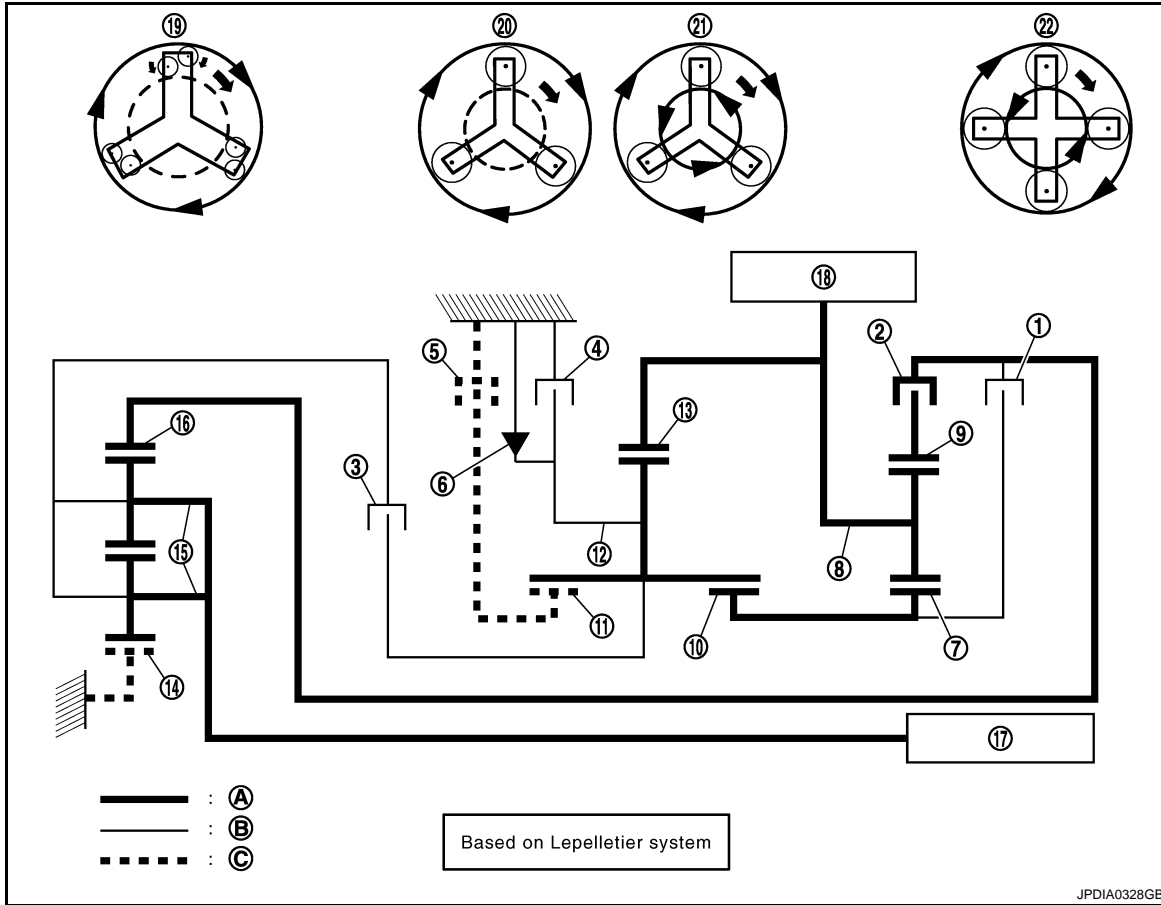 ⑲ ⑳ ㉑ ㉒
⑱
② ①
⑤ ④
⑯ ⑬ ⑨
③ ⑥
⑮ ⑫ ⑧
⑪ ⑩ ⑦
⑭
⑰
: Ⓐ
: Ⓑ
: Ⓒ
Based on Lepelletier system
JPDIA0328GB